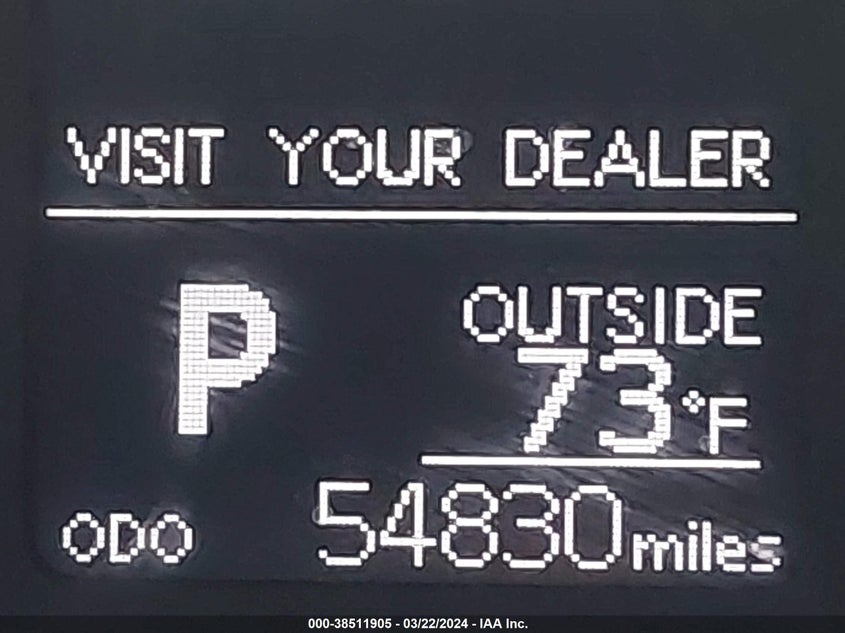 VISIT YOUR DEALER
P
OUTSIDE
73°F
ODO 54830 miles
000-38511905 - 03/22/2024 - IAA Inc.